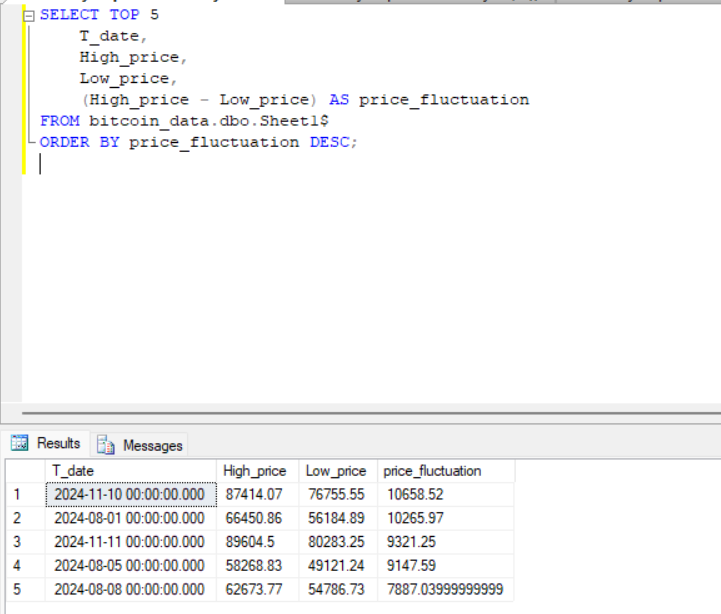 SELECT TOP 5
T_date,
High_price,
Low_price,
(High_price - Low_price) AS price_fluctuation
FROM bitcoin_data.dbo.Sheet1$
ORDER BY price_fluctuation DESC;
Results Messages
T_date High_price Low_price price_fluctuation
1 2024-11-10 00:00:00.000 87414.07 76755.55 10658.52
2 2024-08-01 00:00:00.000 66450.86 56184.89 10265.97
3 2024-11-11 00:00:00.000 89604.5 80283.25 9321.25
4 2024-08-05 00:00:00.000 58268.83 49121.24 9147.59
5 2024-08-08 00:00:00.000 62673.77 54786.73 7887.03999999999